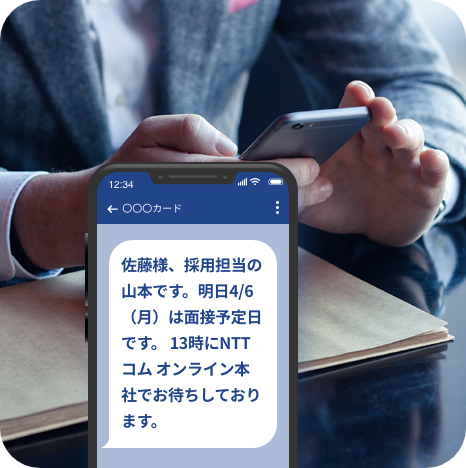 12:34
← 〇〇〇カード
佐藤様、採用担当の
山本です。明日4/6
（月）は面接予定日
です。 13時にNTT
コム オンライン本
社でお待ちしており
ます。